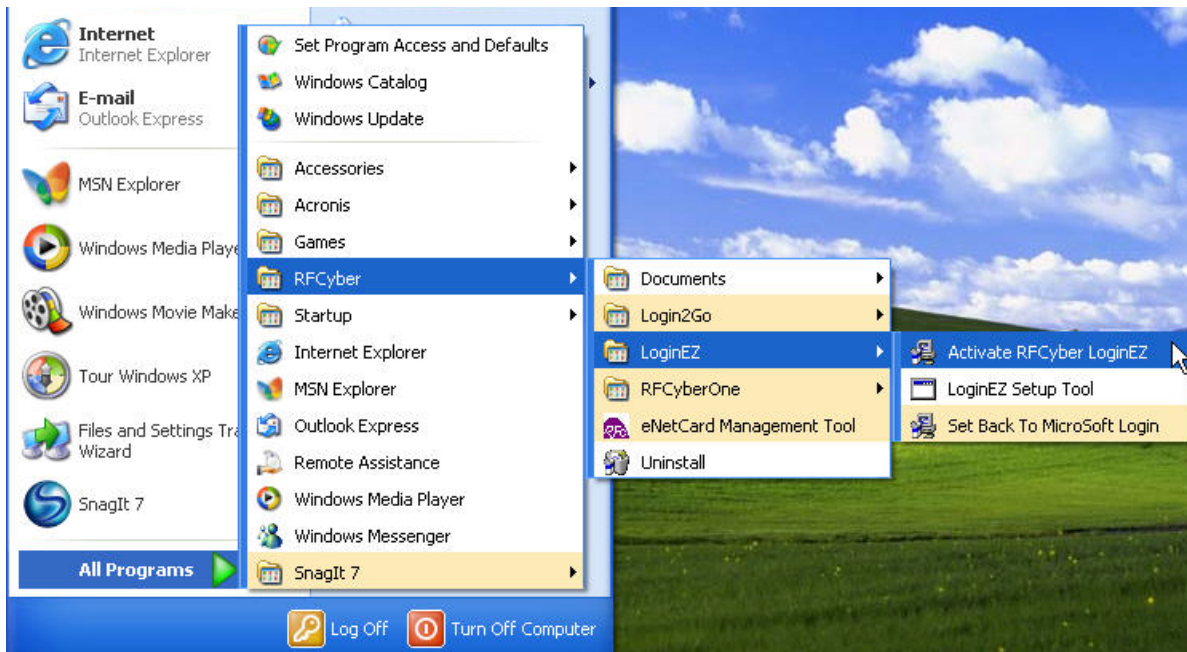 Internet
Internet Explorer
E-mail
Outlook Express
MSN Explorer
Windows Media Playe
Windows Movie Make
Tour Windows XP
Files and Settings Tra
Wizard
SnagIt 7
All Programs
Set Program Access and Defaults
Windows Catalog
Windows Update
Accessories
Acronis
Games
RFCyber
Startup
Internet Explorer
MSN Explorer
Outlook Express
Remote Assistance
Windows Media Player
Windows Messenger
SnagIt 7
Documents
Login2Go
LoginEZ
RFCyberOne
eNetCard Management Tool
Uninstall
Activate RFCyber LoginEZ
LoginEZ Setup Tool
Set Back To MicroSoft Login
Log Off
Turn Off Computer